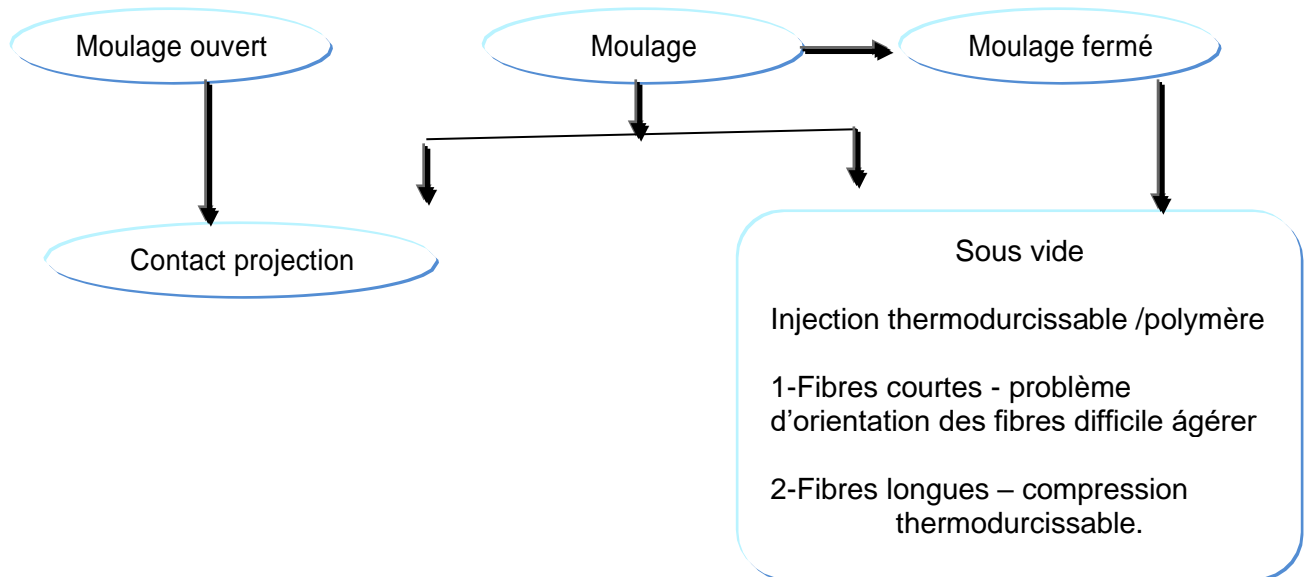 Moulage ouvert
Moulage
Moulage fermé
Contact projection
Sous vide
Injection thermodurcissable /polymère
1-Fibres courtes - problème
d'orientation des fibres difficile ágérer
2-Fibres longues – compression
thermodurcissable.